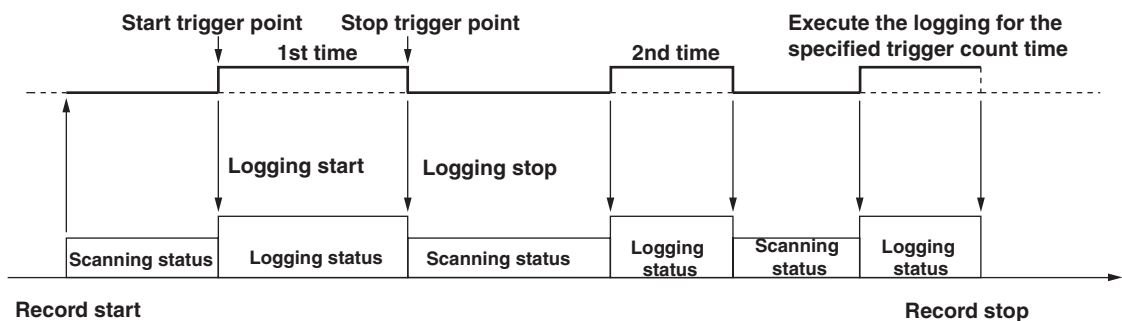 Start trigger point
Stop trigger point
Execute the logging for the
specified trigger count time
1st time
2nd time
Logging start
Logging stop
Scanning status
Logging status
Scanning status
Logging
status
Scanning
status
Logging
status
Record start
Record stop